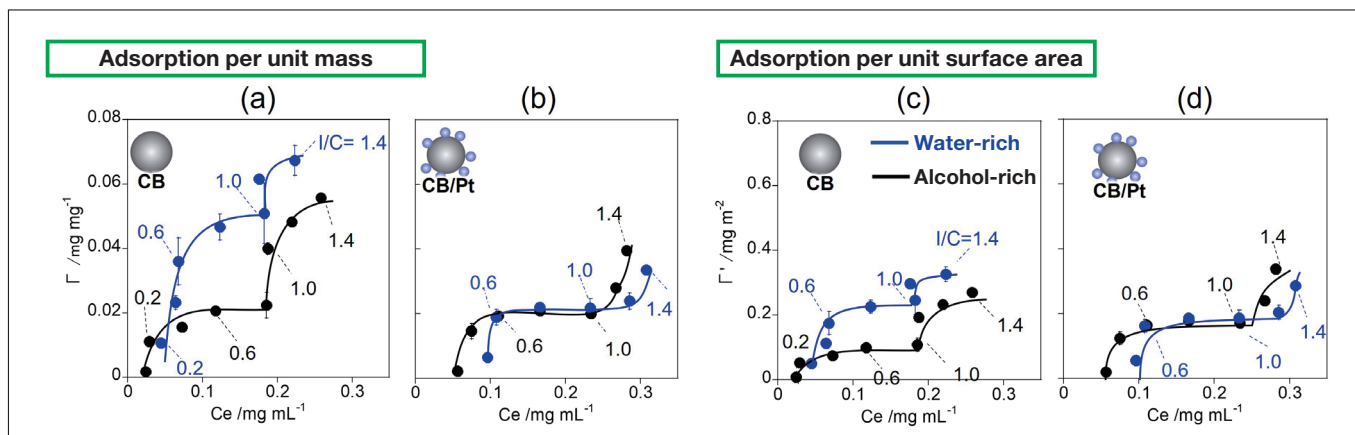 Adsorption per unit mass
Adsorption per unit surface area
(a)
(b)
(c)
(d)
0.08
0.06
0.04
0.02
0
Γ / mg mg-1
CB
I/C= 1.4
1.0
0.6
0.2
0.2
0.6
1.0
1.4
0 0.1 0.2 0.3
Ce /mg mL-1
CB/Pt
1.4
0.6
1.0
0.6
1.0
1.4
0 0.1 0.2 0.3
Ce /mg mL-1
0.8
0.6
0.4
0.2
0
Γ' / mg m-2
CB
Water-rich
Alcohol-rich
I/C=1.4
1.0
0.6
0.2
0.6
1.0
1.4
0 0.1 0.2 0.3
Ce /mg mL-1
CB/Pt
1.4
0.6
0.6
1.0
1.4
0 0.1 0.2 0.3
Ce /mg mL-1